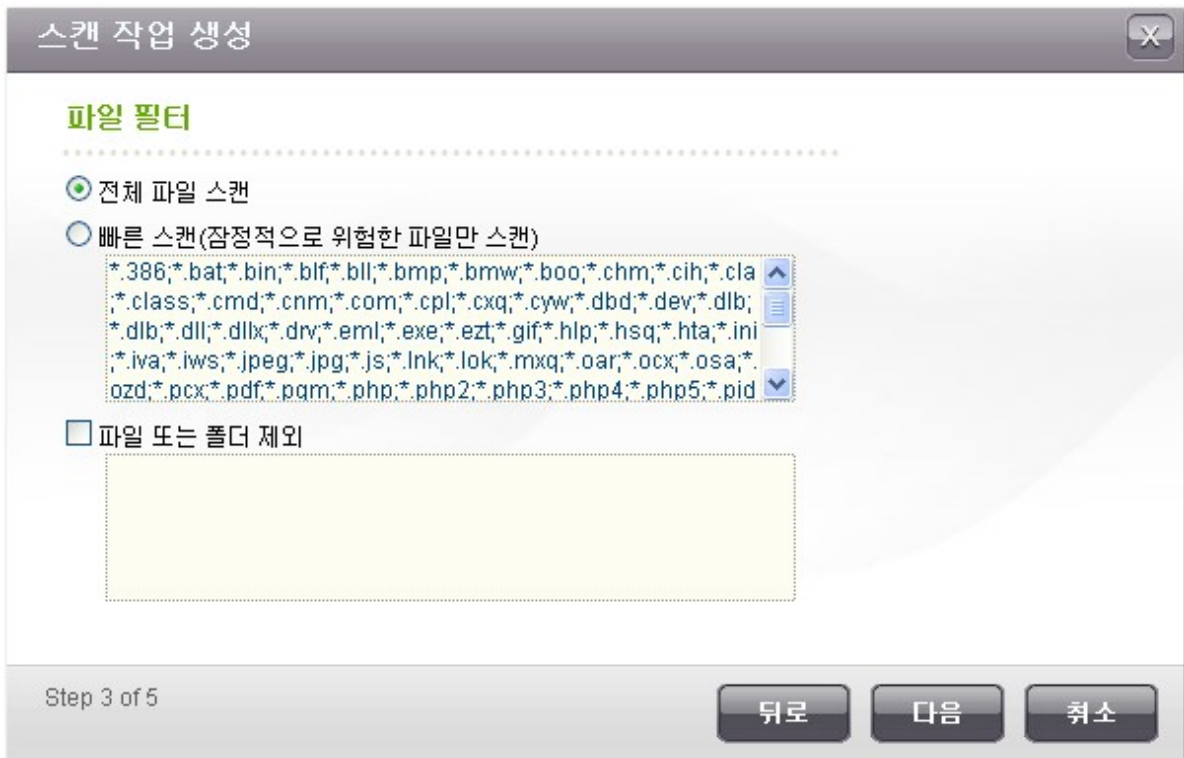 스캔 작업 생성
X
파일 필터
전체 파일 스캔
빠른 스캔(잠정적으로 위험한 파일만 스캔)
*.386;*.bat;*.bin;*.blf;*.bll;*.bmp;*.bmw;*.boo;*.chm;*.cih;*.cla
;*.class;*.cmd;*.cnm;*.com;*.cpl;*.cxq;*.cyw;*.dbd;*.dev;*.dlb;
*.dlb;*.dll;*.dllx;*.drv;*.eml;*.exe;*.ezt;*.gif;*.hlp;*.hsq;*.hta;*.ini
;*.iva;*.iws;*.jpeg;*.jpg;*.js;*.lnk;*.lok;*.mxq;*.oar;*.ocx;*.osa;*.
ozd;*.pcx;*.pdf;*.pqm;*.php;*.php2;*.php3;*.php4;*.php5;*.pid
파일 또는 폴더 제외
Step 3 of 5
뒤로
다음
취소